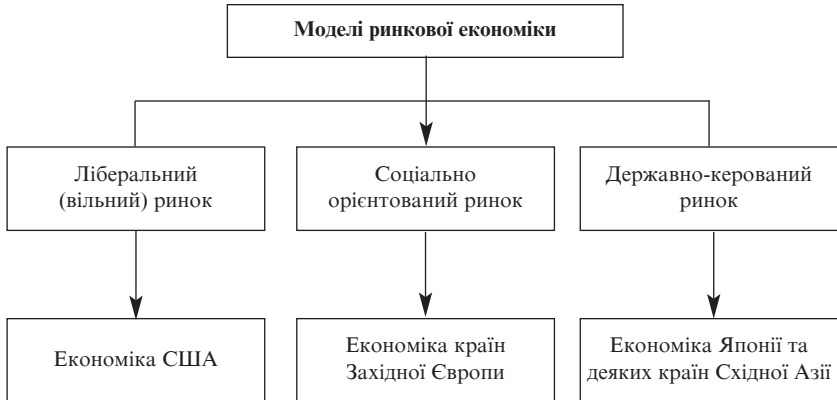 Моделі ринкової економіки
Ліберальний
(вільний) ринок
Соціально
орієнтований ринок
Державно-керований
ринок
Економіка США
Економіка країн
Західної Європи
Економіка Японії та
деяких країн Східної Азії